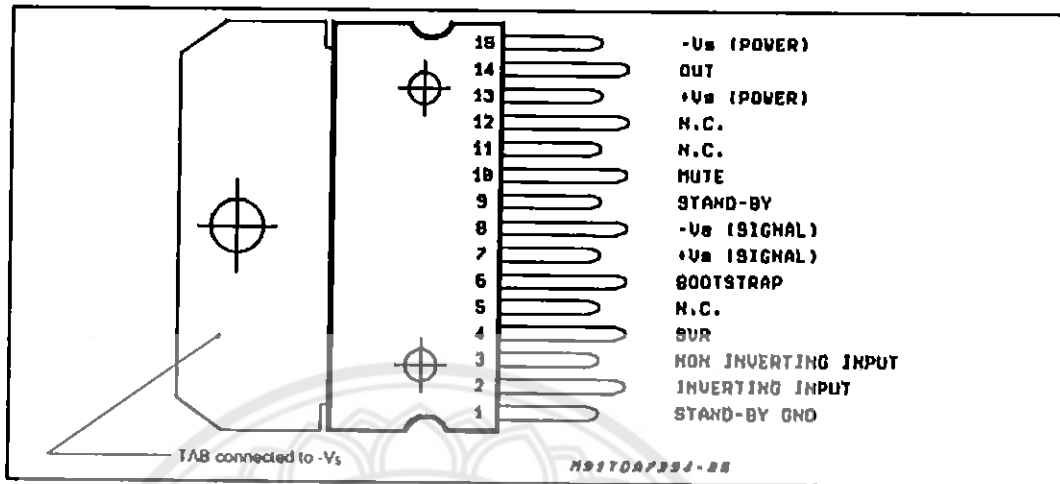 15 -Vs (POWER)
14 OUT
13 +Vs (POWER)
12 N.C.
11 N.C.
10 MUTE
9 STAND-BY
8 -Vs (SIGNAL)
7 +Vs (SIGNAL)
6 BOOTSTRAP
5 N.C.
4 SVR
3 NON INVERTING INPUT
2 INVERTING INPUT
1 STAND-BY GND
TAB connected to -Vs